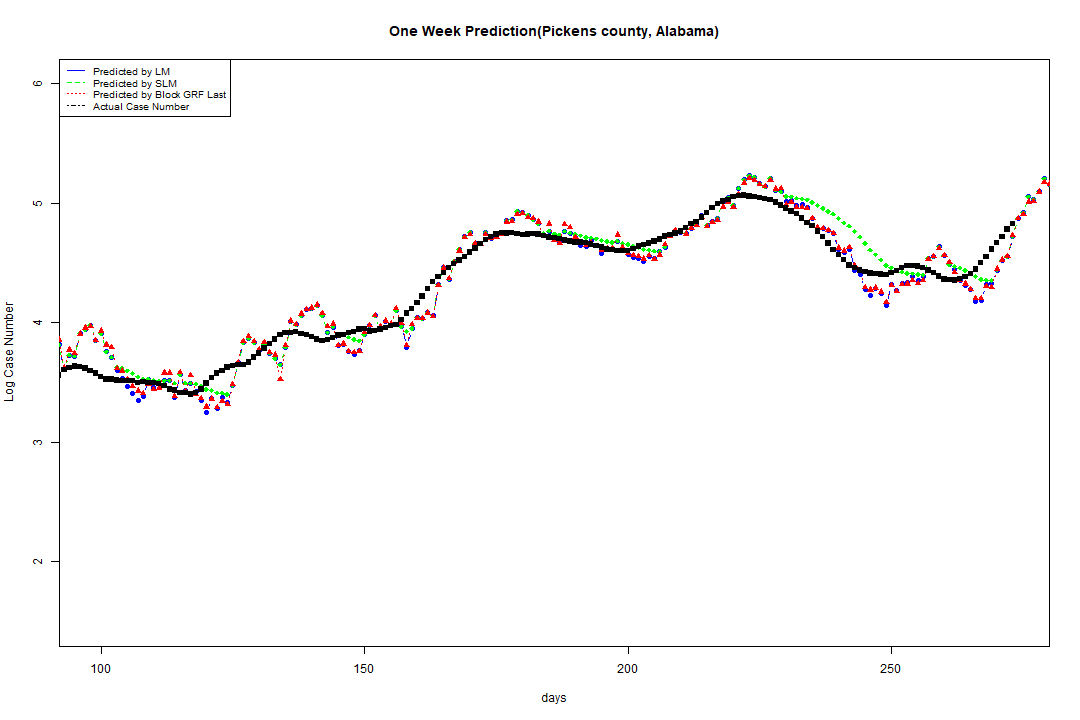 One Week Prediction(Pickens county, Alabama)
Predicted by LM
Predicted by SLM
Predicted by Block GRF Last
Actual Case Number
6
5
4
3
2
Log Case Number
100 150 200 250
days